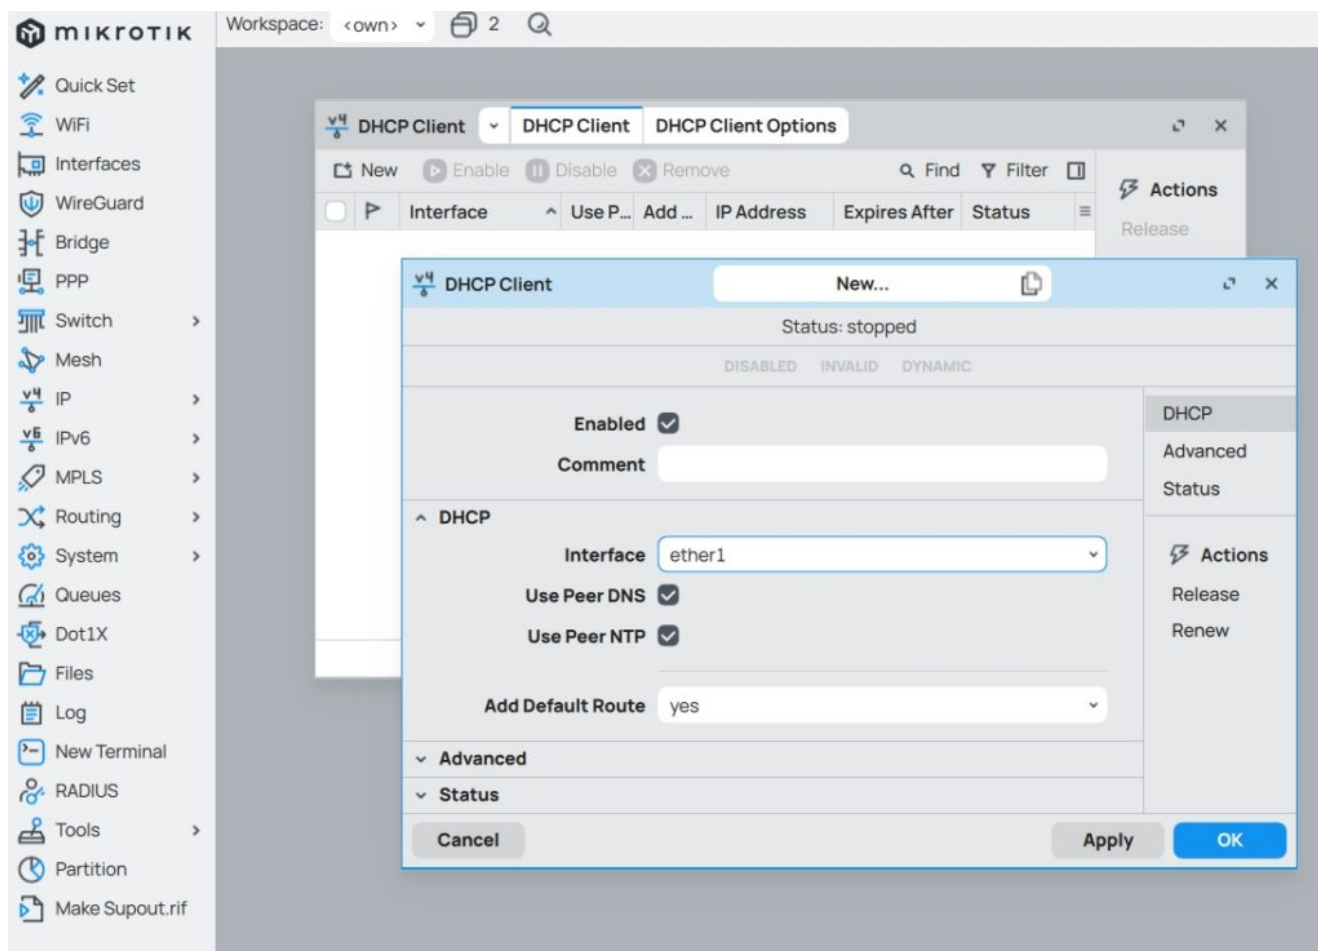 mikrotik
Workspace: <own> 2
Quick Set
WiFi
Interfaces
WireGuard
Bridge
PPP
Switch
Mesh
IP
IPv6
MPLS
Routing
System
Queues
Dot1X
Files
Log
New Terminal
RADIUS
Tools
Partition
Make Supout.rif
DHCP Client DHCP Client DHCP Client Options
New Enable Disable Remove Find Filter
Interface Use P... Add ... IP Address Expires After Status
Actions
Release
DHCP Client New...
Status: stopped
DISABLED INVALID DYNAMIC
Enabled
Comment
DHCP
Interface ether1
Use Peer DNS
Use Peer NTP
Add Default Route yes
Advanced
Status
DHCP
Advanced
Status
Actions
Release
Renew
Cancel Apply OK